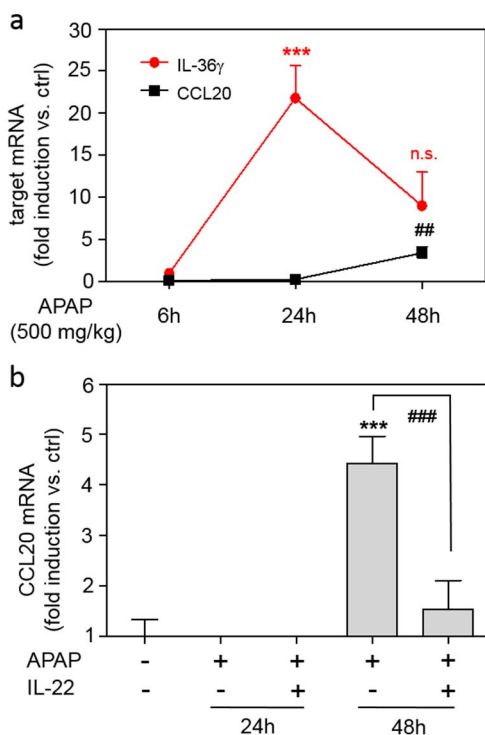 a
target mRNA
(fold induction vs. ctrl)
30
25
20
15
10
5
0
IL-36γ
CCL20
***
n.s.
##
APAP
(500 mg/kg)
6h 24h 48h
b
CCL20 mRNA
(fold induction vs. ctrl)
6
5
4
3
2
1
***
###
APAP - + + + +
IL-22 - - + - +
24h 48h